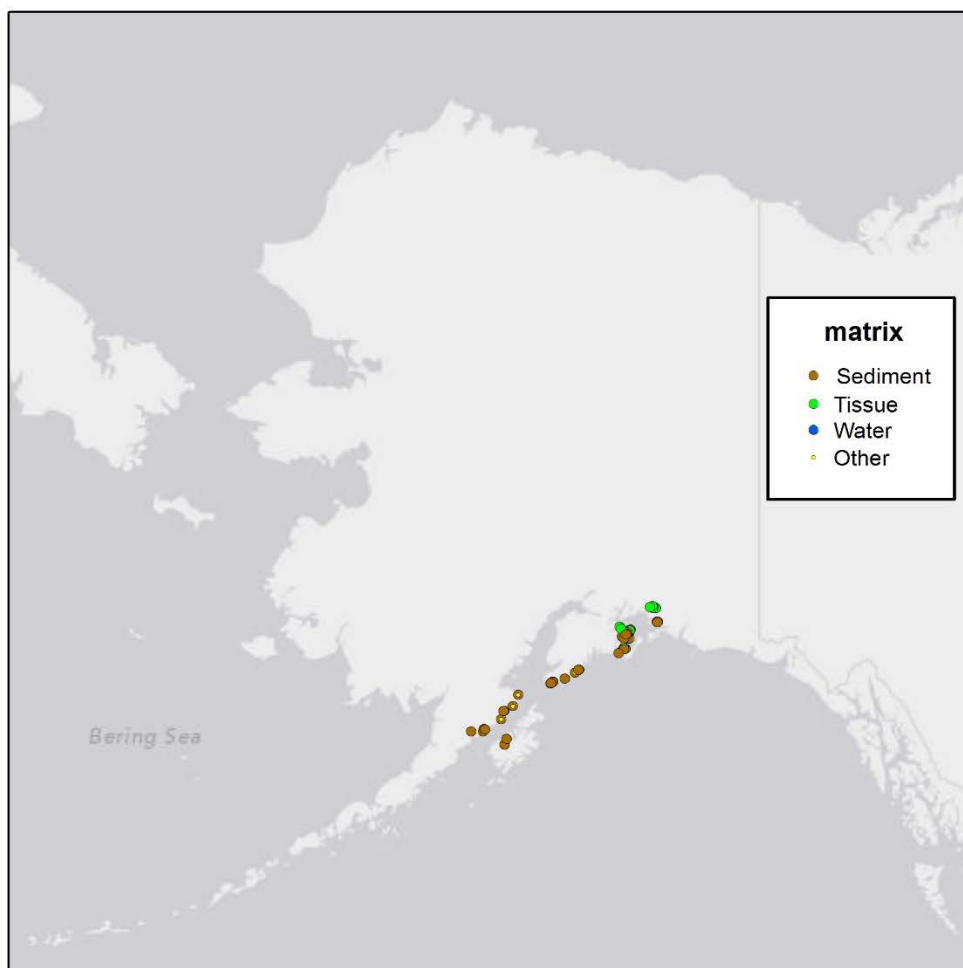 matrix
Sediment
Tissue
Water
Other
Bering Sea